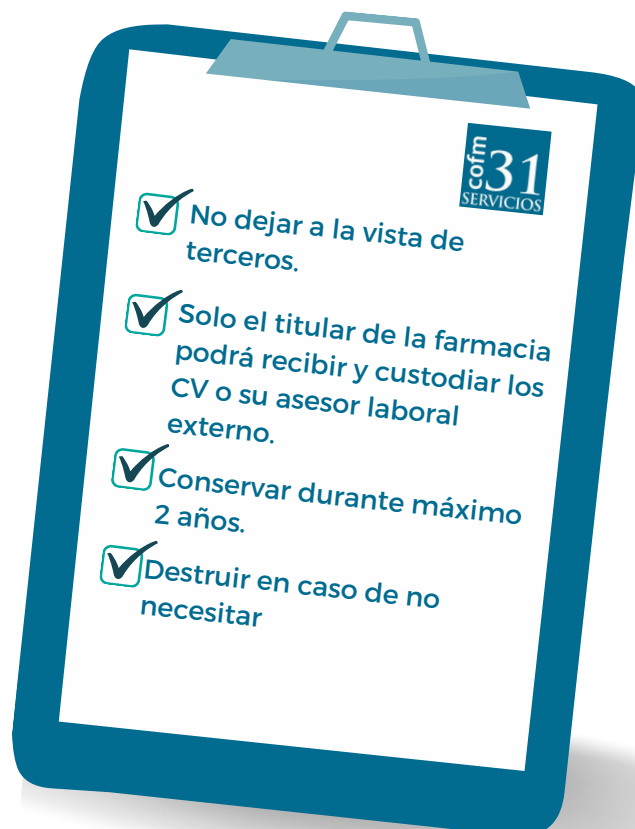 cofm
31
SERVICIOS
No dejar a la vista de
terceros.
Solo el titular de la farmacia
podrá recibir y custodiar los
CV o su asesor laboral
externo.
Conservar durante máximo
2 años.
Destruir en caso de no
necesitar